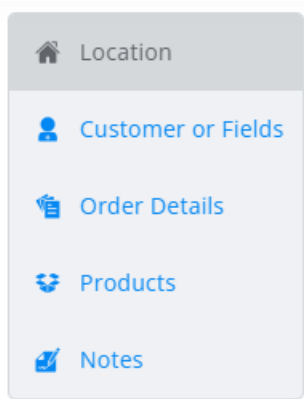 Location
Customer or Fields
Order Details
Products
Notes